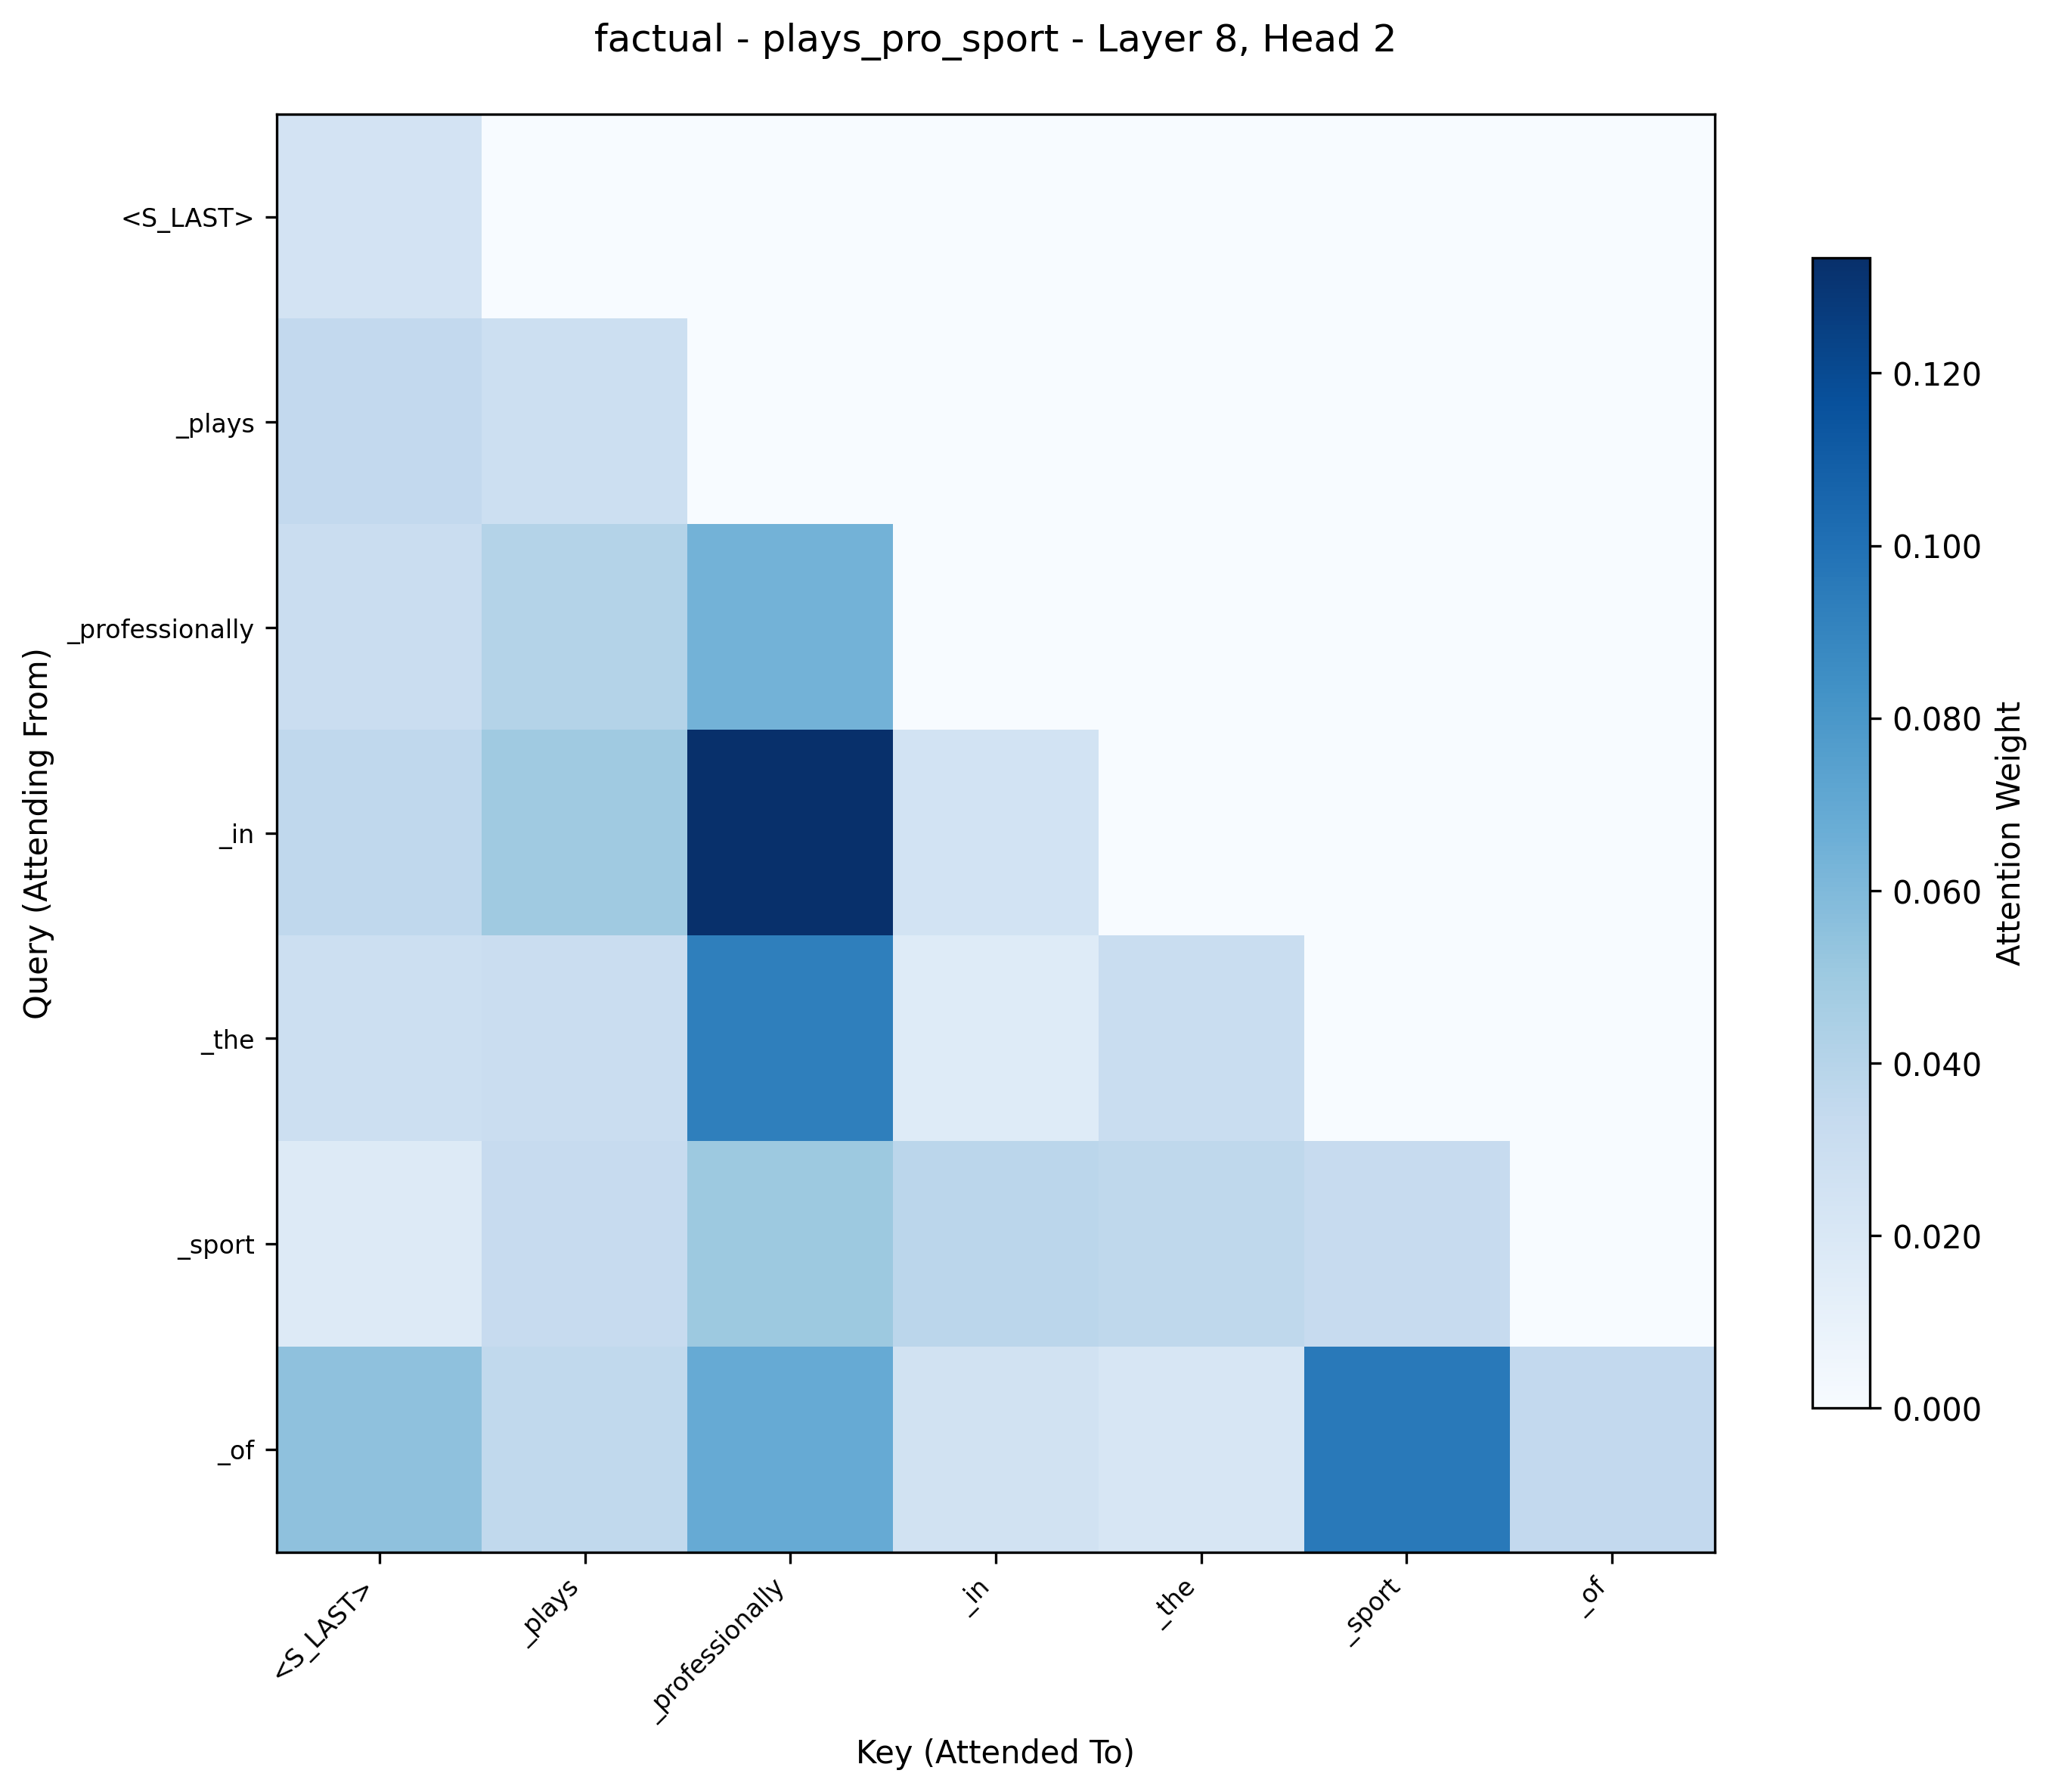 factual - plays_pro_sport - Layer 8, Head 2
Query (Attending From)
<S_LAST>
_plays
_professionally
_in
_the
_sport
_of
<S_LAST>
_plays
_professionally
_in
_the
_sport
_of
Key (Attended To)
0.120
0.100
0.080
0.060
0.040
0.020
0.000
Attention Weight